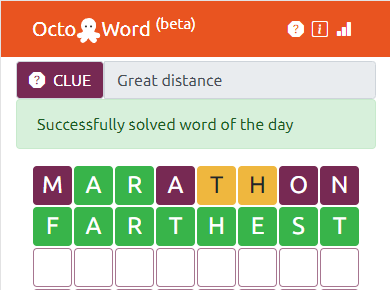 Octo Word (beta) ? i
? CLUE Great distance
Successfully solved word of the day
M A R A T H O N
F A R T H E S T